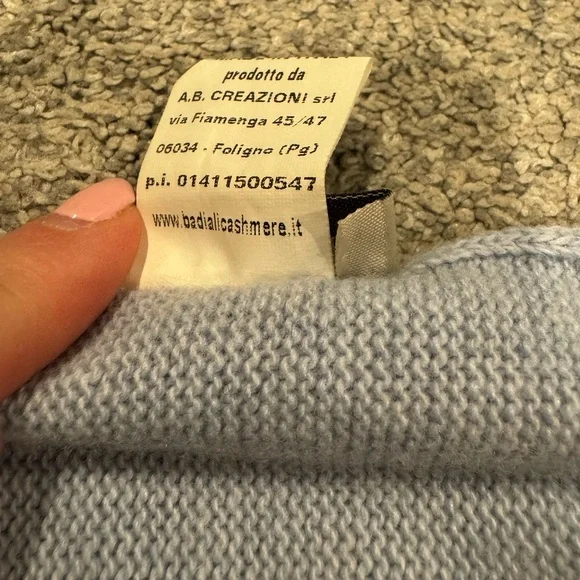 prodotto da
A.B. CREAZIONI srl
via Fiamenga 45/47
06034 - Foligno (Pg)
p.i. 01411500547
www.badialicashmere.it